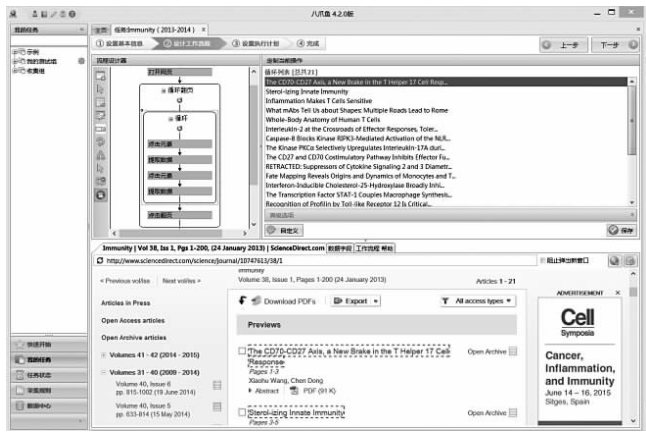 八爪鱼 4.2.0版
我的任务
主页 任务:Immunity ( 2013-2014 ) x
示例
我的测试组
收集组
① 设置基本信息 ② 设计工作流程 ③ 设置执行计划 ④ 完成 上一步 下一步
流程设计器
打开网页
循环翻页
循环
点击元素
提取数据
点击元素
提取数据
点击翻页
循环列表 [总共21]
The CD70-CD27 Axis, a New Brake in the T Helper 17 Cell Resp...
Sterol-izing Innate Immunity
Inflammation Makes T Cells Sensitive
What mAbs Tell Us about Shapes: Multiple Roads Lead to Rome
Whole-Body Anatomy of Human T Cells
Interleukin-2 at the Crossroads of Effector Responses, Toler...
Caspase-8 Blocks Kinase RIPK3-Mediated Activation of the NLR...
The Kinase PKCα Selectively Upregulates Interleukin-17A duri...
The CD27 and CD70 Costimulatory Pathway Inhibits Effector Fu...
RETRACTED: Suppressors of Cytokine Signaling 2 and 3 Diametr...
Fate Mapping Reveals Origins and Dynamics of Monocytes and T...
Interferon-Inducible Cholesterol-25-Hydroxylase Broadly Inhi...
The Transcription Factor STAT-1 Couples Macrophage Synthesis...
Recognition of Profilin by Toll-like Receptor 12 Is Critical...
高级选项
自定义 保存
Immunity | Vol 38, Iss 1, Pgs 1-200, (24 January 2013) | ScienceDirect.com 数据字段 工作流程 帮助
http://www.sciencedirect.com/science/journal/10747613/38/1 阻止弹出新窗口
Immunity
< Previous vol/iss Next vol/iss > Volume 38, Issue 1, Pages 1-200 (24 January 2013) Articles 1 - 21
Articles in Press
Open Access articles
Open Archive articles
Volumes 41 - 42 (2014 - 2015)
Volumes 31 - 40 (2009 - 2014)
Volume 40, Issue 6
pp. 815-1002 (19 June 2014)
Volume 40, Issue 5
pp. 633-814 (15 May 2014)
Download PDFs Export All access types
Previews
The CD70-CD27 Axis, a New Brake in the T Helper 17 Cell Open Archive
Response
Pages 1-3
Xiaohu Wang, Chen Dong
Abstract PDF (91 K)
Sterol-izing Innate Immunity Open Archive
Pages 3-5
ADVERTISEMENT X
Cell
Symposia
Cancer,
Inflammation,
and Immunity
June 14 – 16, 2015
Sitges, Spain
快速开始
我的任务
任务状态
采集规则
数据中心